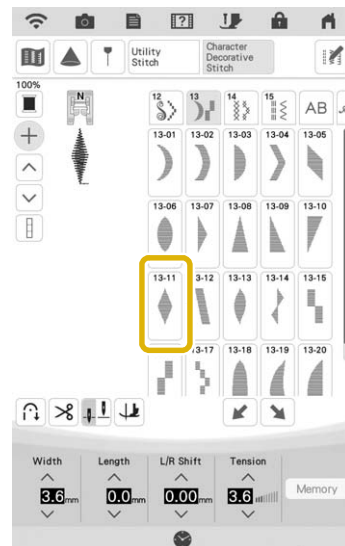 Utility
Stitch
Character
Decorative
Stitch
100%
N
12 13 14 15 AB
13-01 13-02 13-03 13-04 13-05
13-06 13-07 13-08 13-09 13-10
13-11 3-12 13-13 13-14 13-15
13-17 13-18 13-19 13-20
Width Length L/R Shift Tension
3.6 mm 0.0 mm 0.00 mm 3.6 Memory